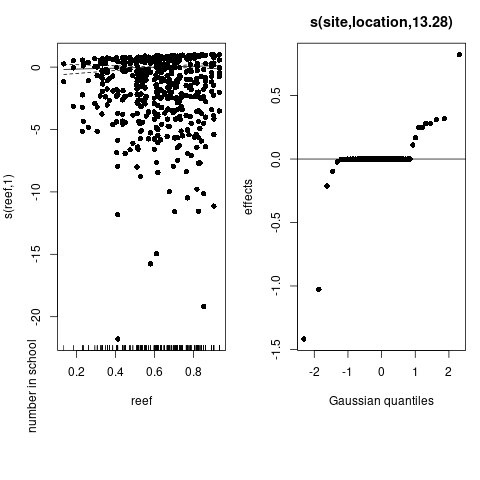 s(site,location,13.28)
0
-5
-10
-15
-20
s(reef,1)
0.2 0.4 0.6 0.8
reef
number in school
0.5
0.0
-0.5
-1.0
-1.5
effects
-2 -1 0 1 2
Gaussian quantiles